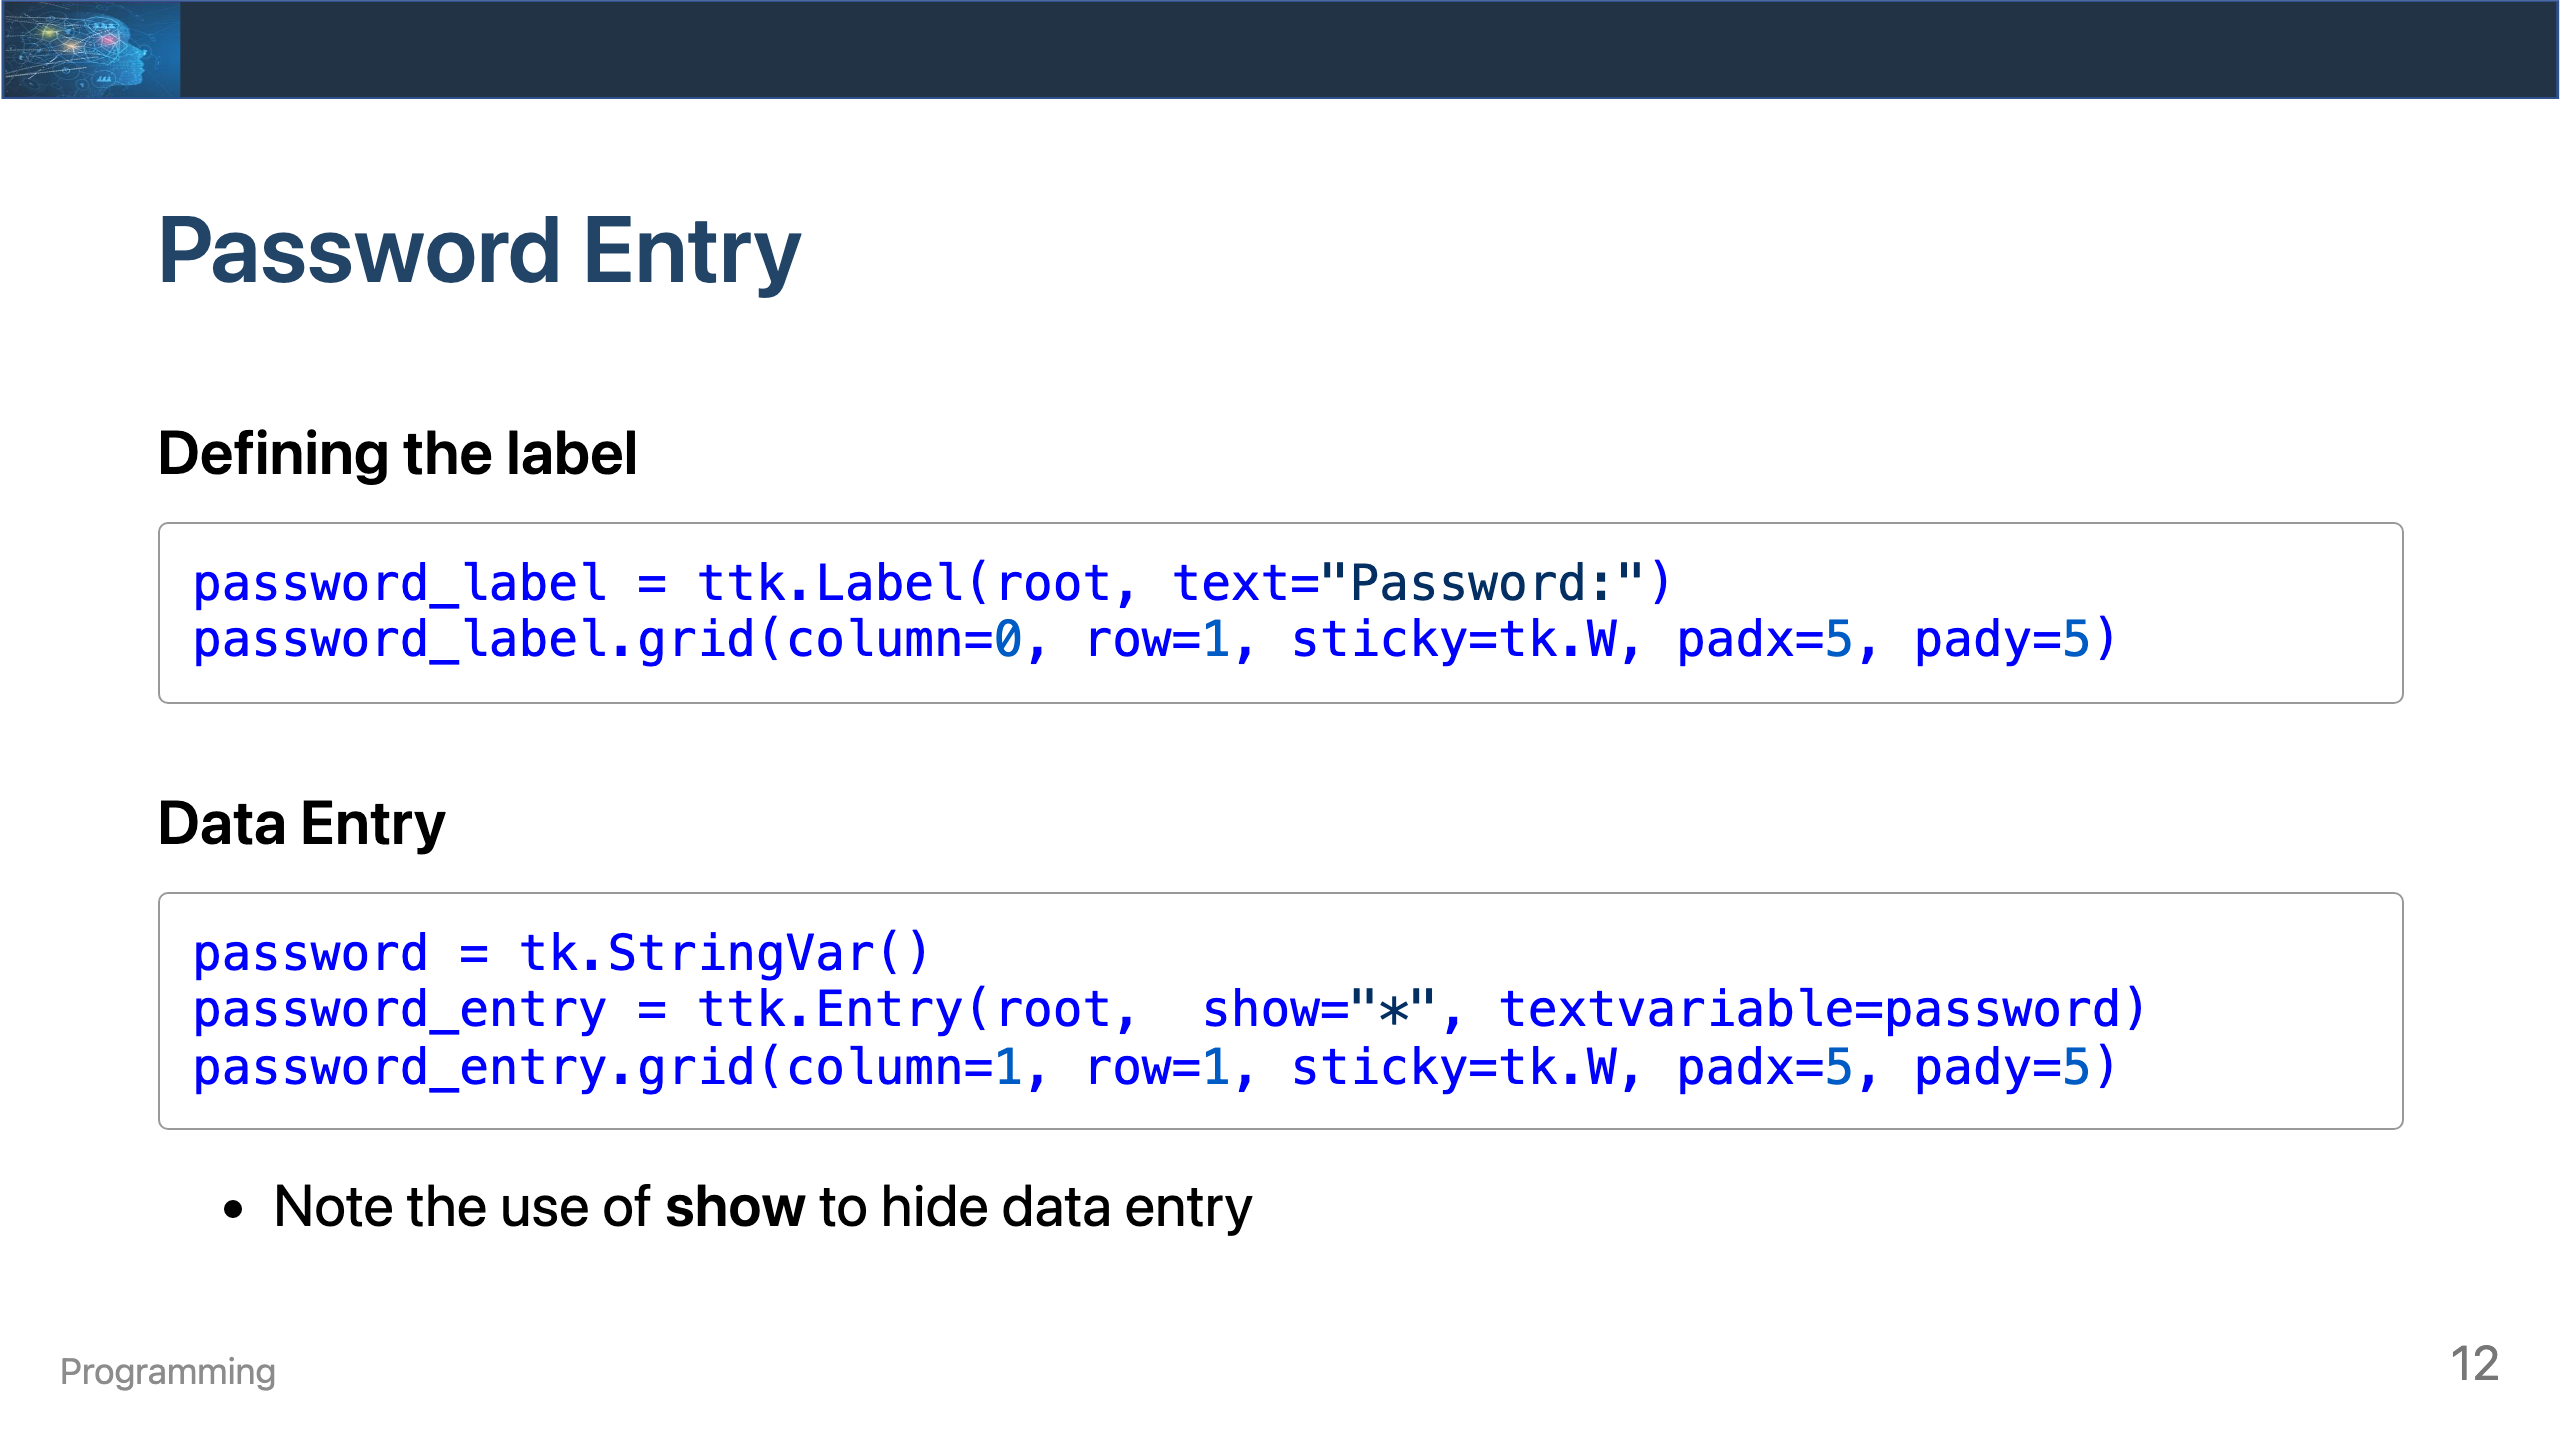 Password Entry
Defining the label
password_label = ttk.Label(root, text="Password:")
password_label.grid(column=0, row=1, sticky=tk.W, padx=5, pady=5)
Data Entry
password = tk.StringVar()
password_entry = ttk.Entry(root,  show="*", textvariable=password)
password_entry.grid(column=1, row=1, sticky=tk.W, padx=5, pady=5)
• Note the use of show to hide data entry
Programming
12